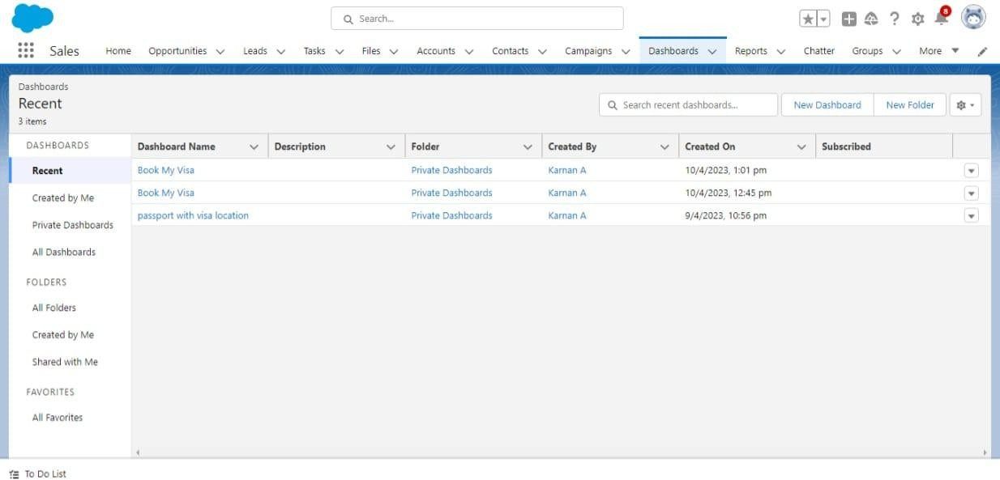 Search...
8
Sales Home Opportunities Leads Tasks Files Accounts Contacts Campaigns Dashboards Reports Chatter Groups More
Dashboards
Recent
3 items
Search recent dashboards...
New Dashboard
New Folder
DASHBOARDS
Recent
Created by Me
Private Dashboards
All Dashboards
FOLDERS
All Folders
Created by Me
Shared with Me
FAVORITES
All Favorites
Dashboard Name Description Folder Created By Created On Subscribed
Book My Visa Private Dashboards Karnan A 10/4/2023, 1:01 pm
Book My Visa Private Dashboards Karnan A 10/4/2023, 12:45 pm
passport with visa location Private Dashboards Karnan A 9/4/2023, 10:56 pm
To Do List